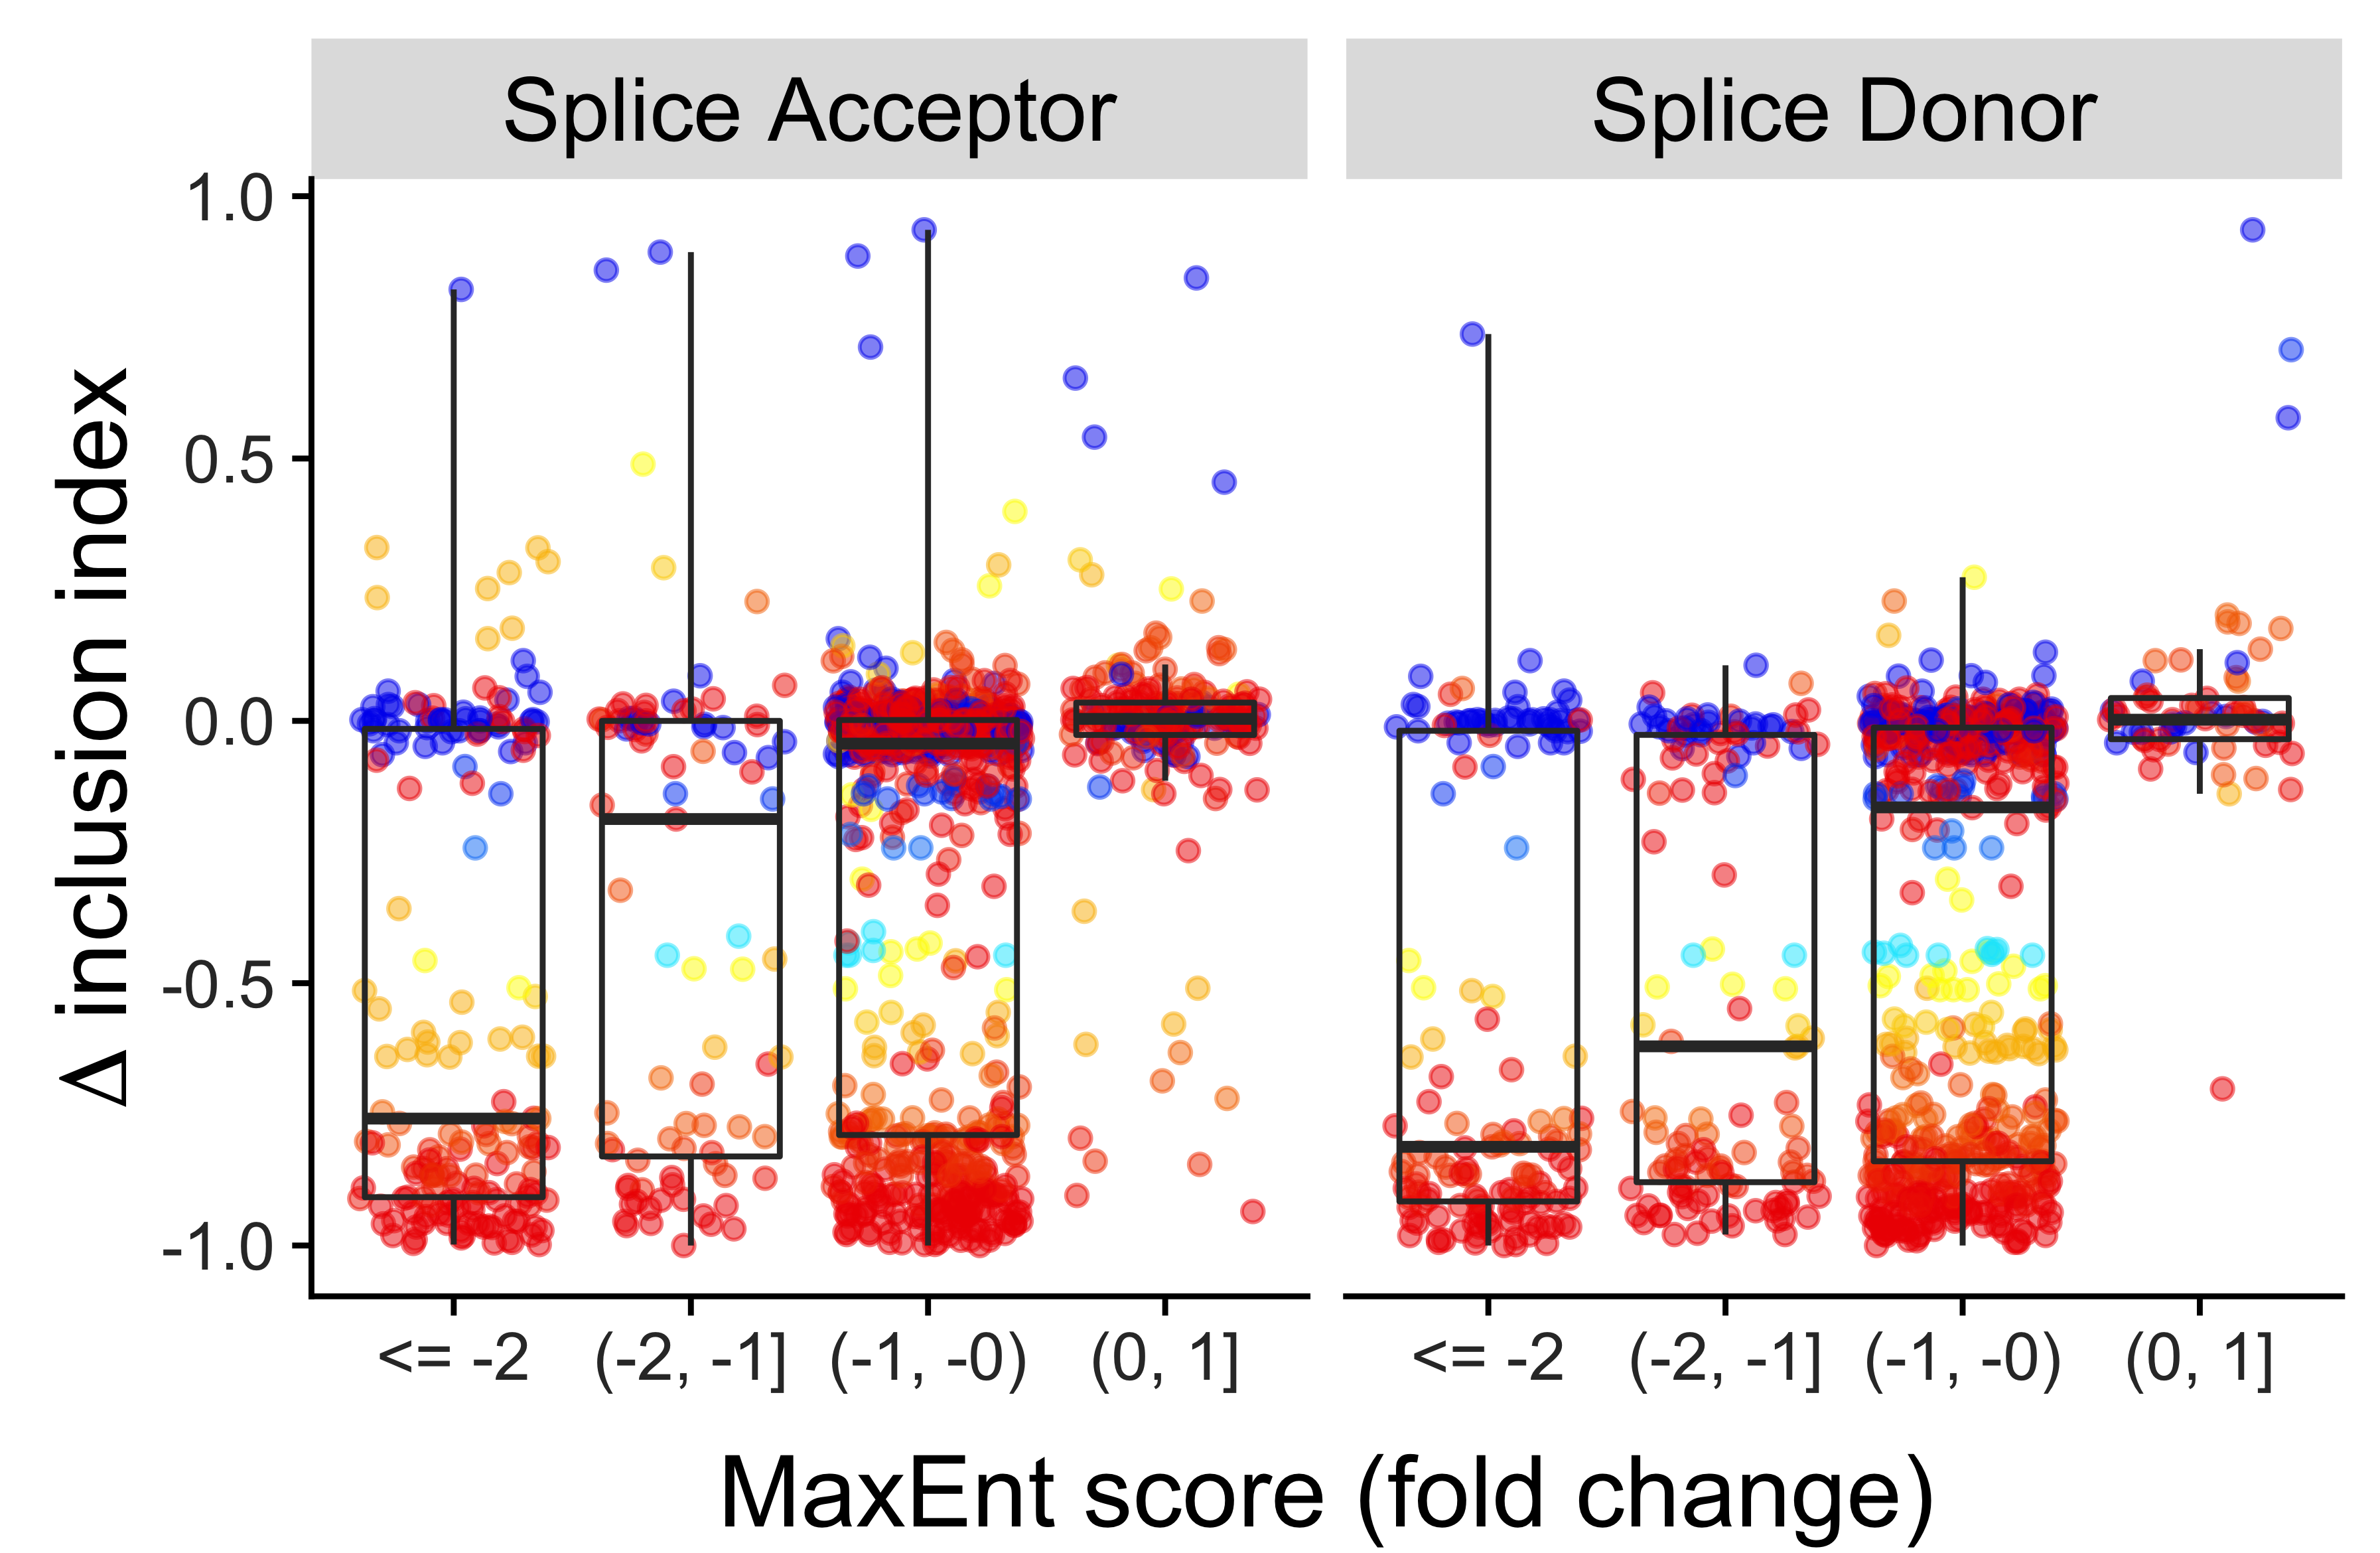 Splice Acceptor
Splice Donor
Δ inclusion index
1.0
0.5
0.0
-0.5
-1.0
<= -2 (-2, -1] (-1, -0) (0, 1]
<= -2 (-2, -1] (-1, -0) (0, 1]
MaxEnt score (fold change)